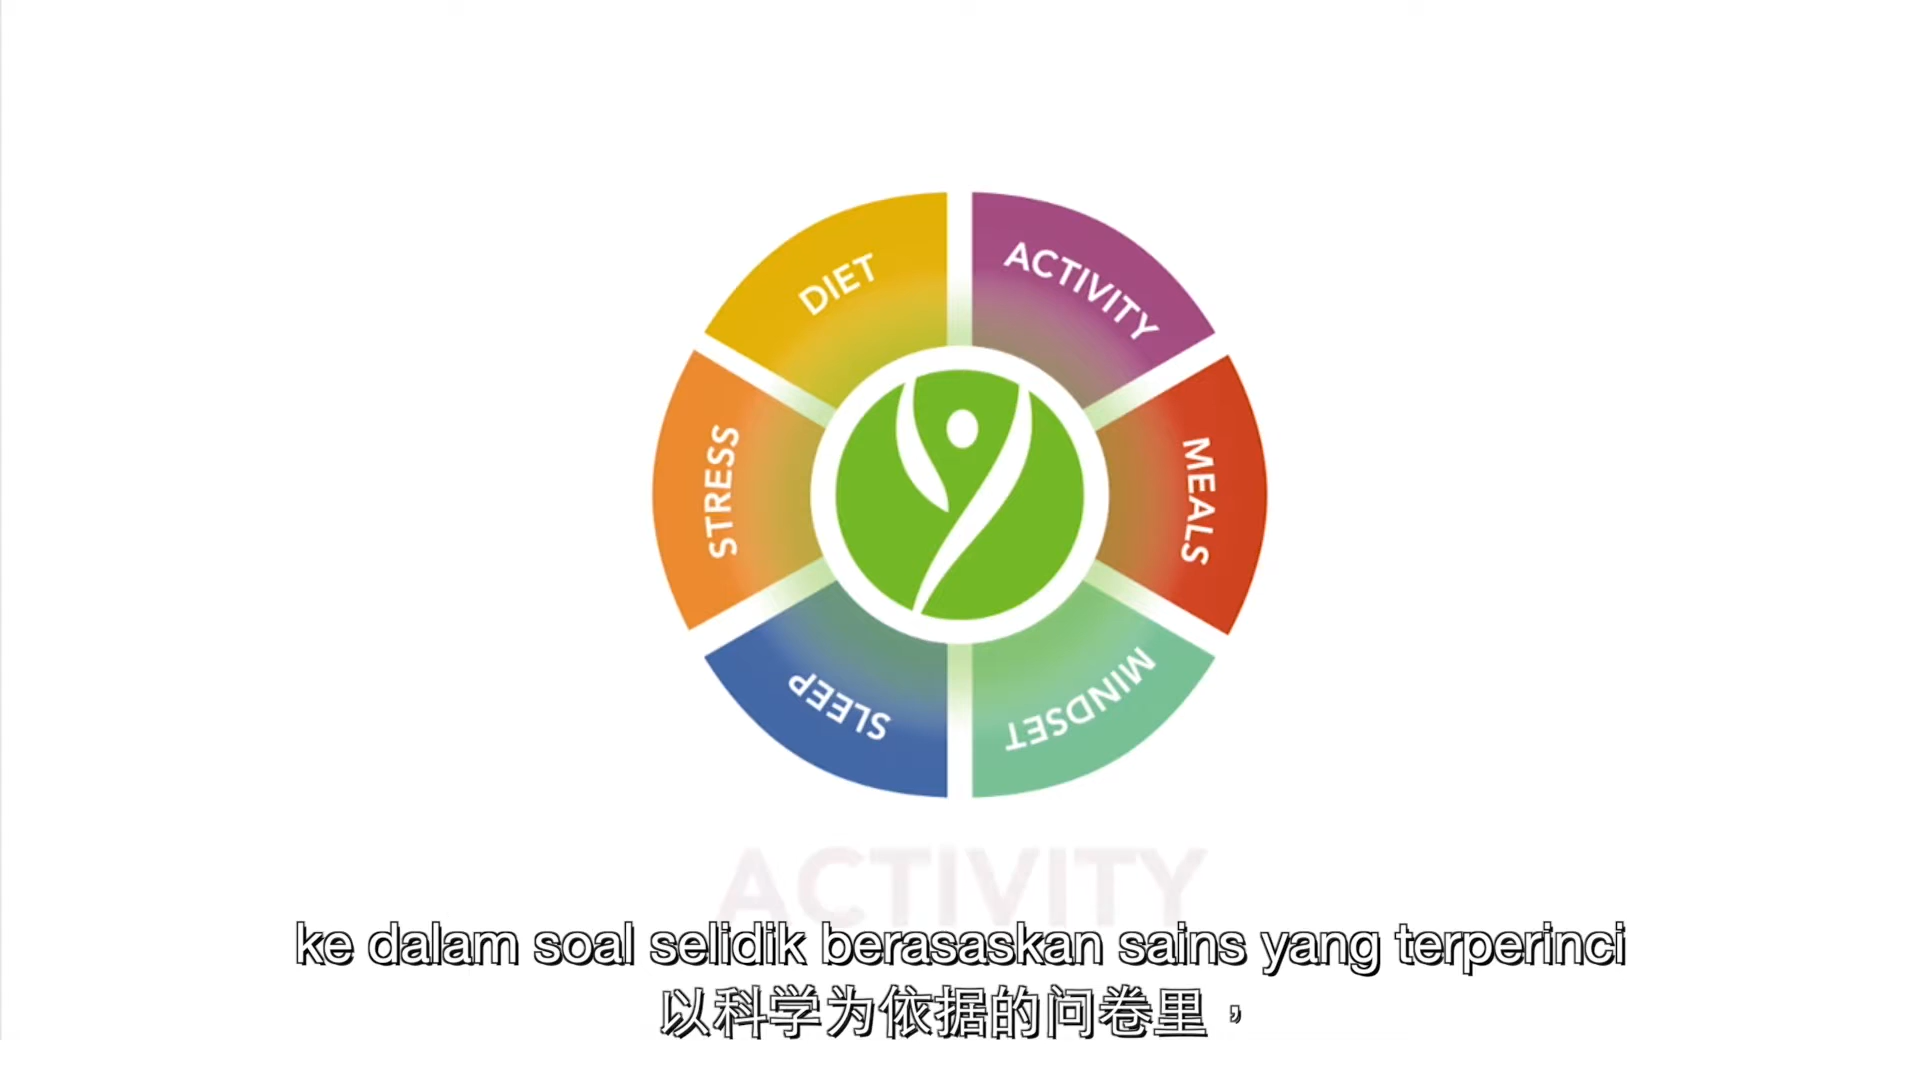 DIET
ACTIVITY
STRESS
MEALS
SLEEP
MINDSET
ACTIVITY
ke dalam soal selidik berasaskan sains yang terperinci
以科学为依据的问卷里，